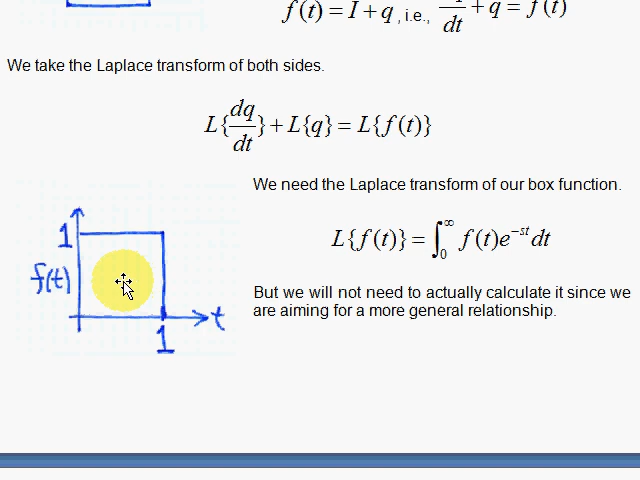 f(t) = I + q , i.e., dt + q = f(t)
We take the Laplace transform of both sides.
L{dq/dt} + L{q} = L{f(t)}
We need the Laplace transform of our box function.
L{f(t)} = ∫₀^∞ f(t)e^{-st} dt
But we will not need to actually calculate it since we
are aiming for a more general relationship.
1
f(t)
t
1